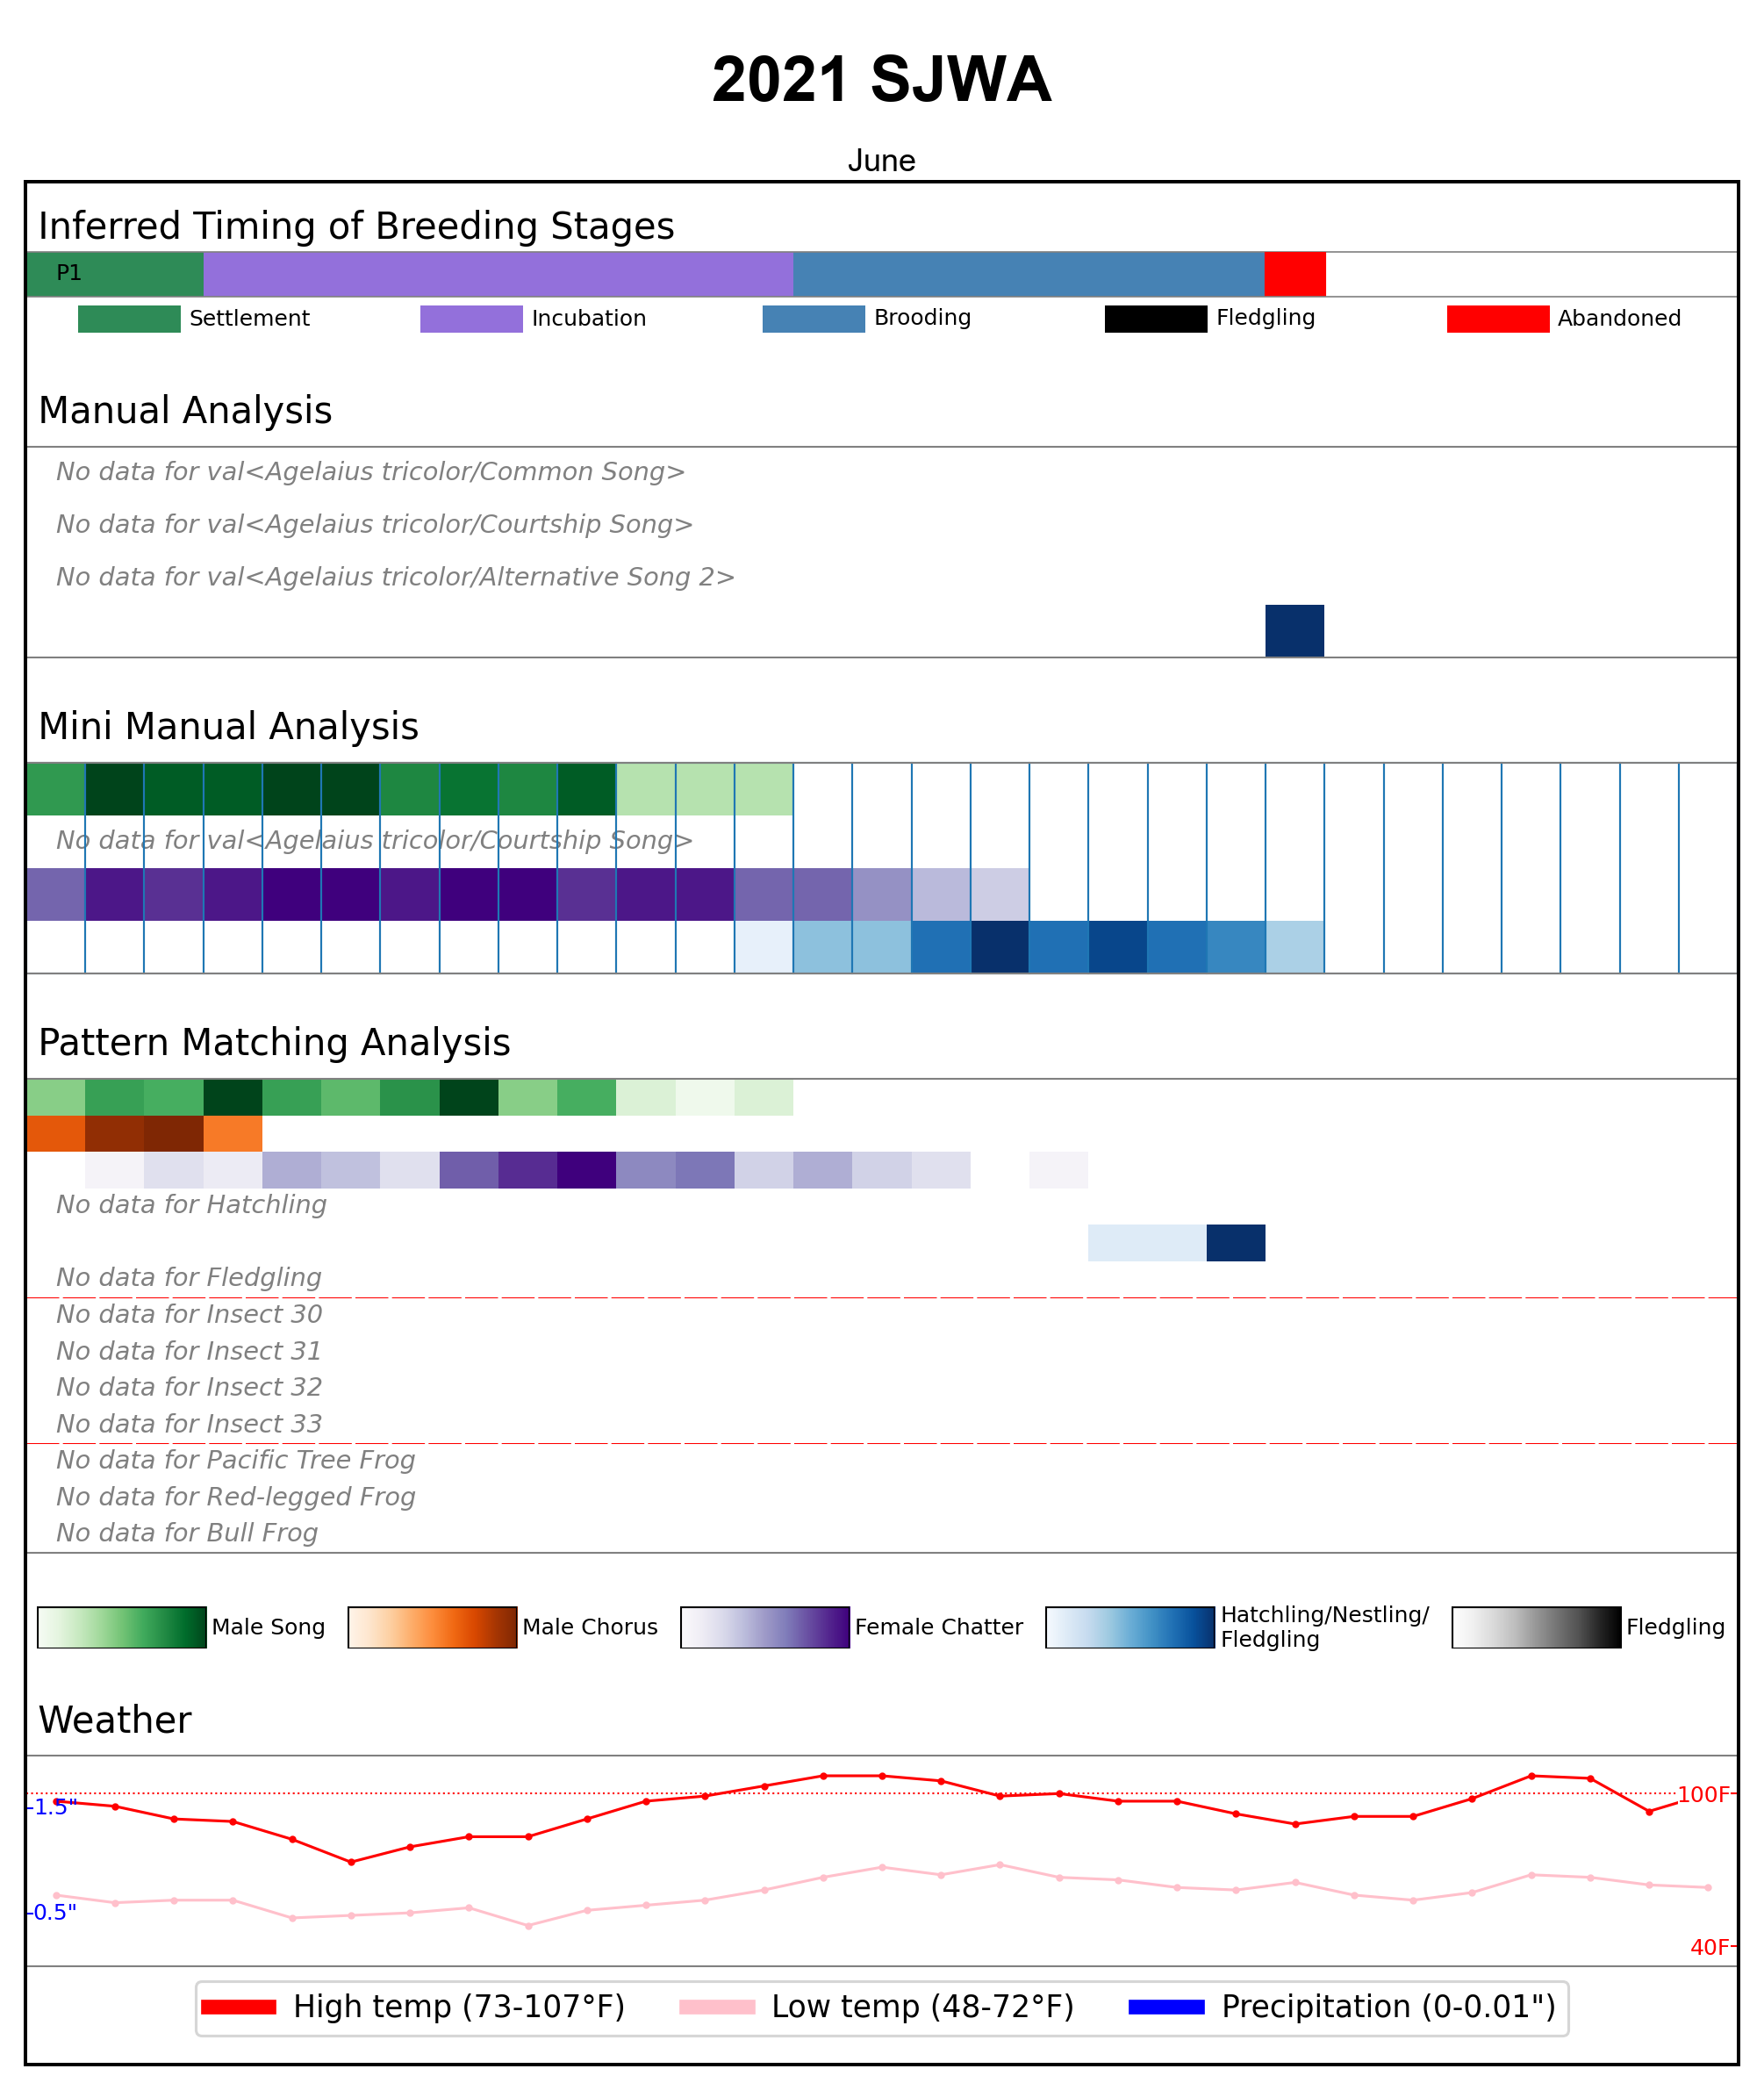 2021 SJWA
June
Inferred Timing of Breeding Stages
P1
Settlement Incubation Brooding Fledgling Abandoned
Manual Analysis
No data for val<Agelaius tricolor/Common Song>
No data for val<Agelaius tricolor/Courtship Song>
No data for val<Agelaius tricolor/Alternative Song 2>
Mini Manual Analysis
No data for val<Agelaius tricolor/Courtship Song>
Pattern Matching Analysis
No data for Hatchling
No data for Fledgling
No data for Insect 30
No data for Insect 31
No data for Insect 32
No data for Insect 33
No data for Pacific Tree Frog
No data for Red-legged Frog
No data for Bull Frog
Male Song Male Chorus Female Chatter Hatchling/Nestling/
Fledgling Fledgling
Weather
1.5" 100F
0.5"
40F
High temp (73-107°F) Low temp (48-72°F) Precipitation (0-0.01")